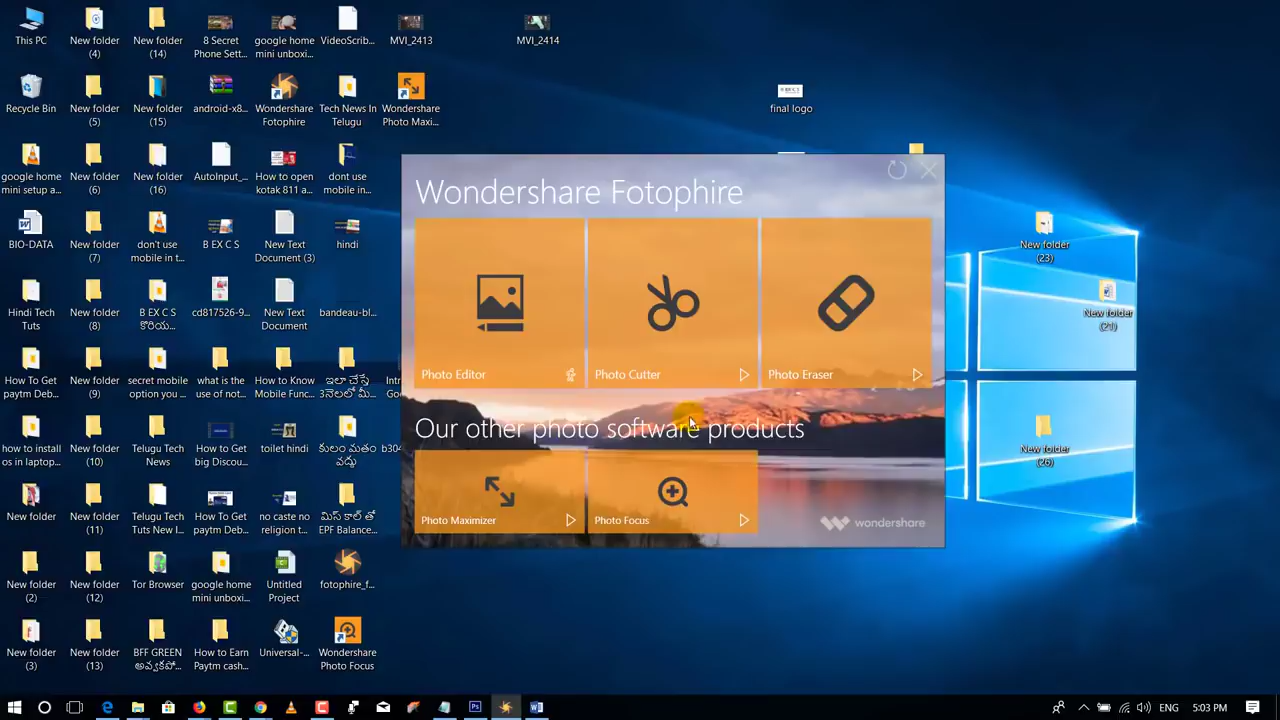 This PC
New folder
(4)
New folder
(14)
8 Secret
Phone Sett...
google home
mini unboxi...
VideoScrib...
MVI_2413
MVI_2414
Recycle Bin
New folder
(5)
New folder
(15)
android-x8...
Wondershare
Fotophire
Tech News In
Telugu
Wondershare
Photo Maxi...
final logo
google home
mini setup a...
New folder
(6)
New folder
(16)
AutoInput_...
How to open
kotak 811 a...
dont use
mobile in...
BIO-DATA
New folder
(7)
don't use
mobile in t...
B EX C S
New Text
Document (3)
hindi
Hindi Tech
Tuts
New folder
(8)
B EX C S
కొరియ...
cd817526-9...
New Text
Document
bandeau-bl...
How To Get
paytm Deb...
New folder
(9)
secret mobile
option you ...
what is the
use of not...
How to Know
Mobile Func...
ఇలా చేస్తే
3నెలలలో మీ...
Intr
Go
how to install
os in laptop...
New folder
(10)
Telugu Tech
News
How to Get
big Discou...
toilet hindi
కులం మతం
వద్దు
b304
New folder
New folder
(11)
Telugu Tech
Tuts New l...
How To Get
paytm Deb...
no caste no
religion t...
మిస్ కాల్ తో
EPF Balance...
New folder
(2)
New folder
(12)
Tor Browser
google home
mini unboxi...
Untitled
Project
fotophire_f...
New folder
(3)
New folder
(13)
BFF GREEN
How to Earn
Paytm cash...
Universal-...
Wondershare
Photo Focus
Wondershare Fotophire
Photo Editor
Photo Cutter
Photo Eraser
Our other photo software products
Photo Maximizer
Photo Focus
wondershare
New folder
(23)
New folder
(21)
New folder
(26)
ENG
5:03 PM